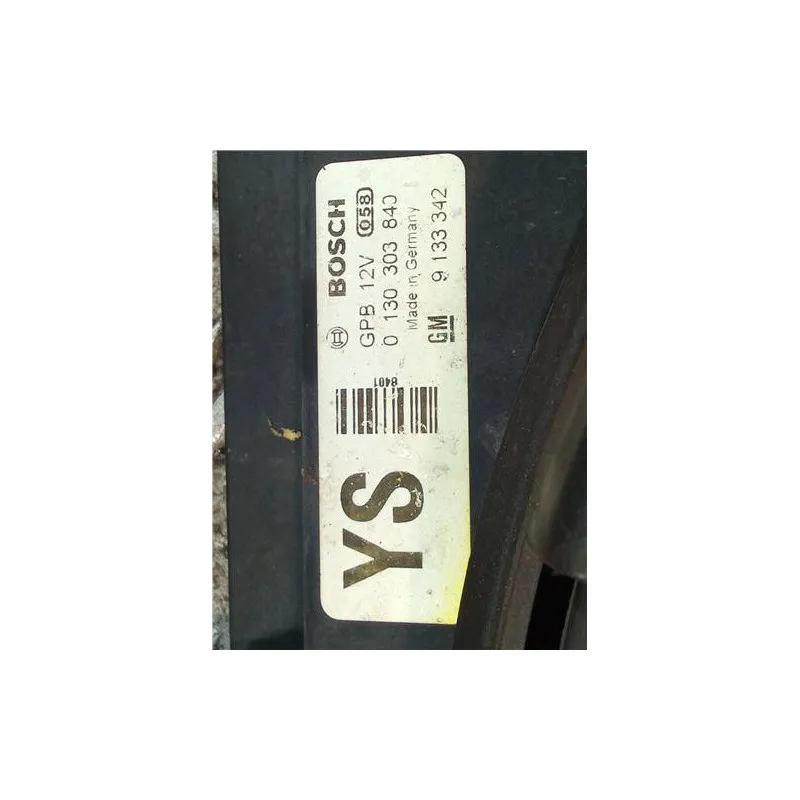 YS
8401
BOSCH
GPB 12V 058
0 130 303 840
Made in Germany
GM 9 133 342